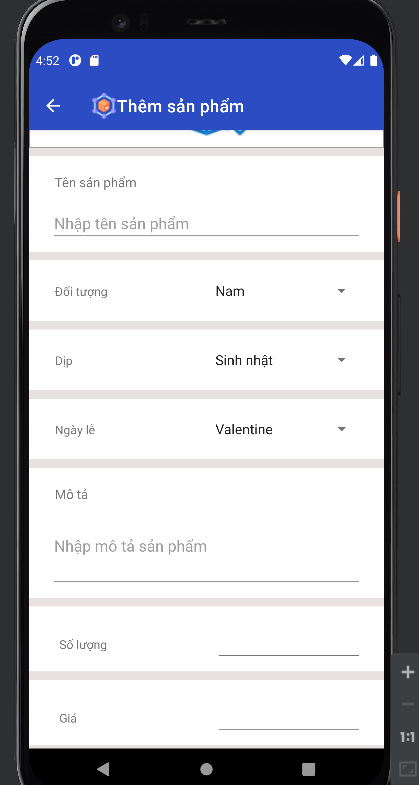 4:52
Thêm sản phẩm
Tên sản phẩm
Nhập tên sản phẩm
Đối tượng Nam
Dịp Sinh nhật
Ngày lễ Valentine
Mô tả
Nhập mô tả sản phẩm
Số lượng
Giá
1:1